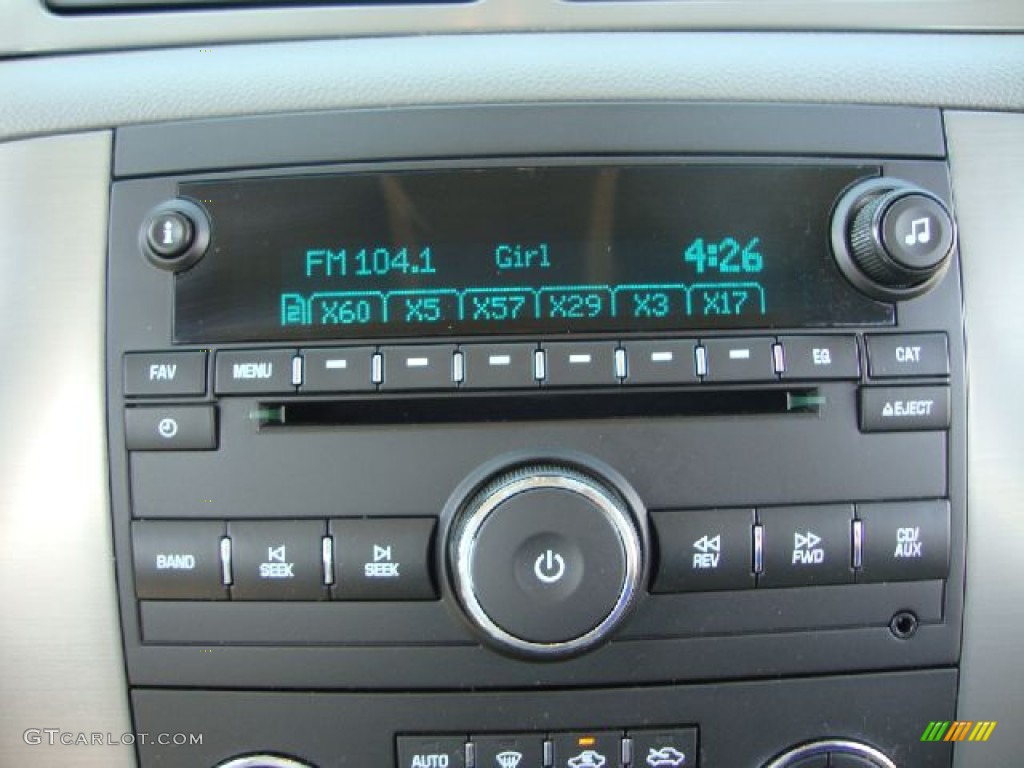 FM 104.1 Girl 4:26
2 X60 X5 X57 X29 X3 X17
FAV MENU EQ CAT
EJECT
BAND SEEK SEEK REV FWD CD/
AUX
AUTO
GTCARLOT.COM